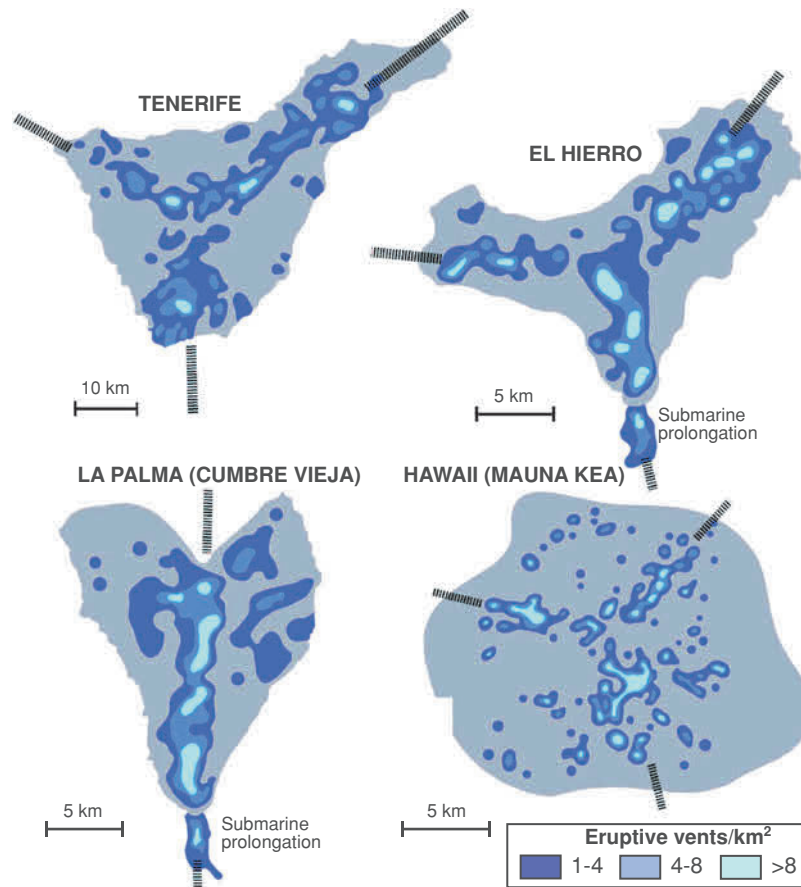 TENERIFE
EL HIERRO
10 km
5 km
Submarine
prolongation
LA PALMA (CUMBRE VIEJA)
HAWAII (MAUNA KEA)
5 km
Submarine
prolongation
5 km
Eruptive vents/km²
1-4
4-8
>8